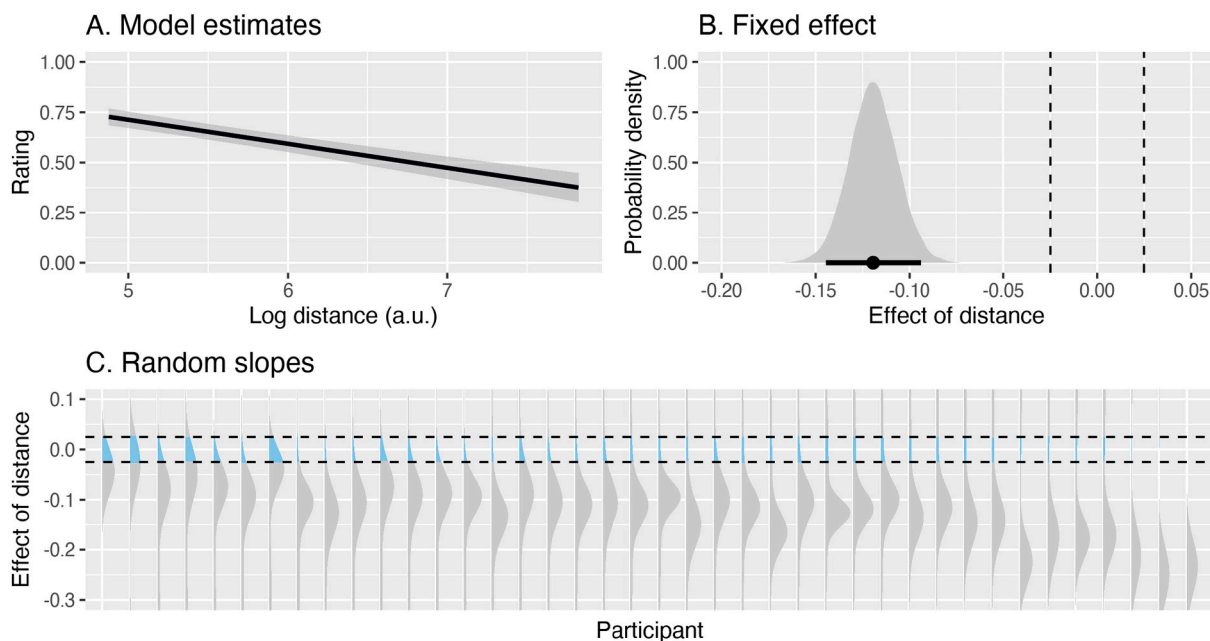 A. Model estimates
1.00
0.75
0.50
0.25
0.00
Rating
5 6 7
Log distance (a.u.)
B. Fixed effect
1.00
0.75
0.50
0.25
0.00
Probability density
-0.20 -0.15 -0.10 -0.05 0.00 0.05
Effect of distance
C. Random slopes
0.1
0.0
-0.1
-0.2
-0.3
Effect of distance
Participant